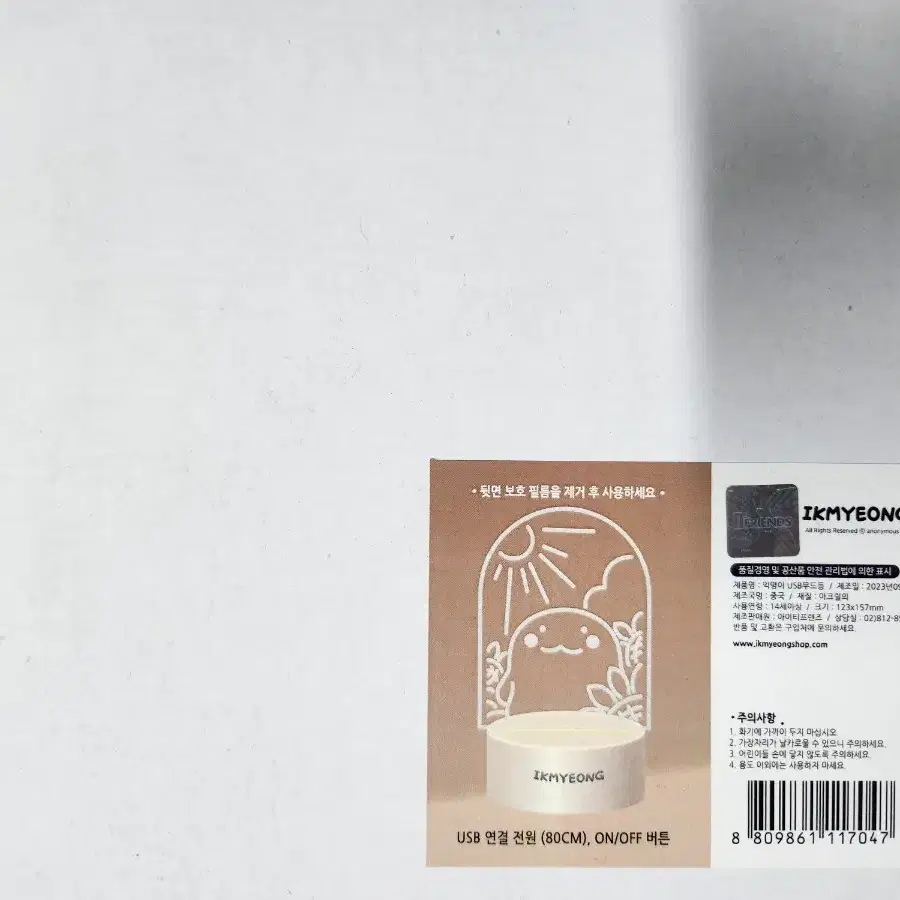 • 뒷면 보호 필름을 제거 후 사용하세요 •
IKMYEONG
USB 연결 전원 (80CM), ON/OFF 버튼
FRIENDS
IKMYEONG
All Rights Reserved ⓒ anonymous
품질경영 및 공산품 안전 관리법에 의한 표시
제품명 : 익명이 USB무드등 / 제조일 : 2023년
제조국명 : 중국 / 재질 : 아크릴외
사용연령 : 14세이상 / 크기 : 123x157mm
제조판매원 : 아이티프렌즈 / 상담실 : 02)812-
반품 및 교환은 구입처에 문의하세요.
www.ikmyeongshop.com
• 주의사항 .
1. 화기에 가까이 두지 마십시오.
2. 가장자리가 날카로울 수 있으니 주의하세요.
3. 어린이들 손에 닿지 않도록 주의하세요.
4. 용도 이외에는 사용하지 마세요.
8 809861 117047